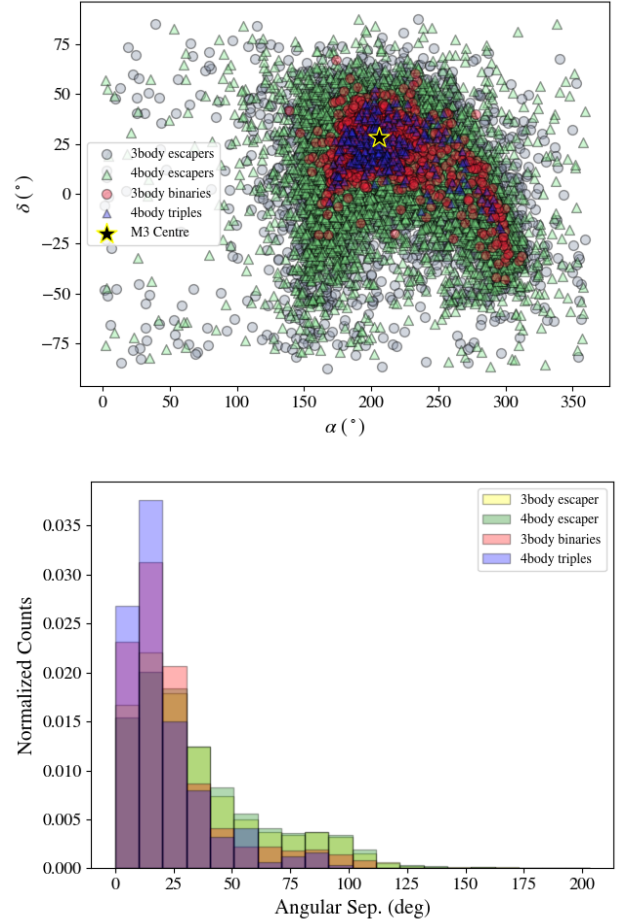 75
50
25
0
−25
−50
−75
δ (°)
3body escapers
4body escapers
3body binaries
4body triples
M3 Centre
0 50 100 150 200 250 300 350
α (°)
0.035
0.030
0.025
0.020
0.015
0.010
0.005
0.000
Normalized Counts
3body escaper
4body escaper
3body binaries
4body triples
0 25 50 75 100 125 150 175 200
Angular Sep. (deg)